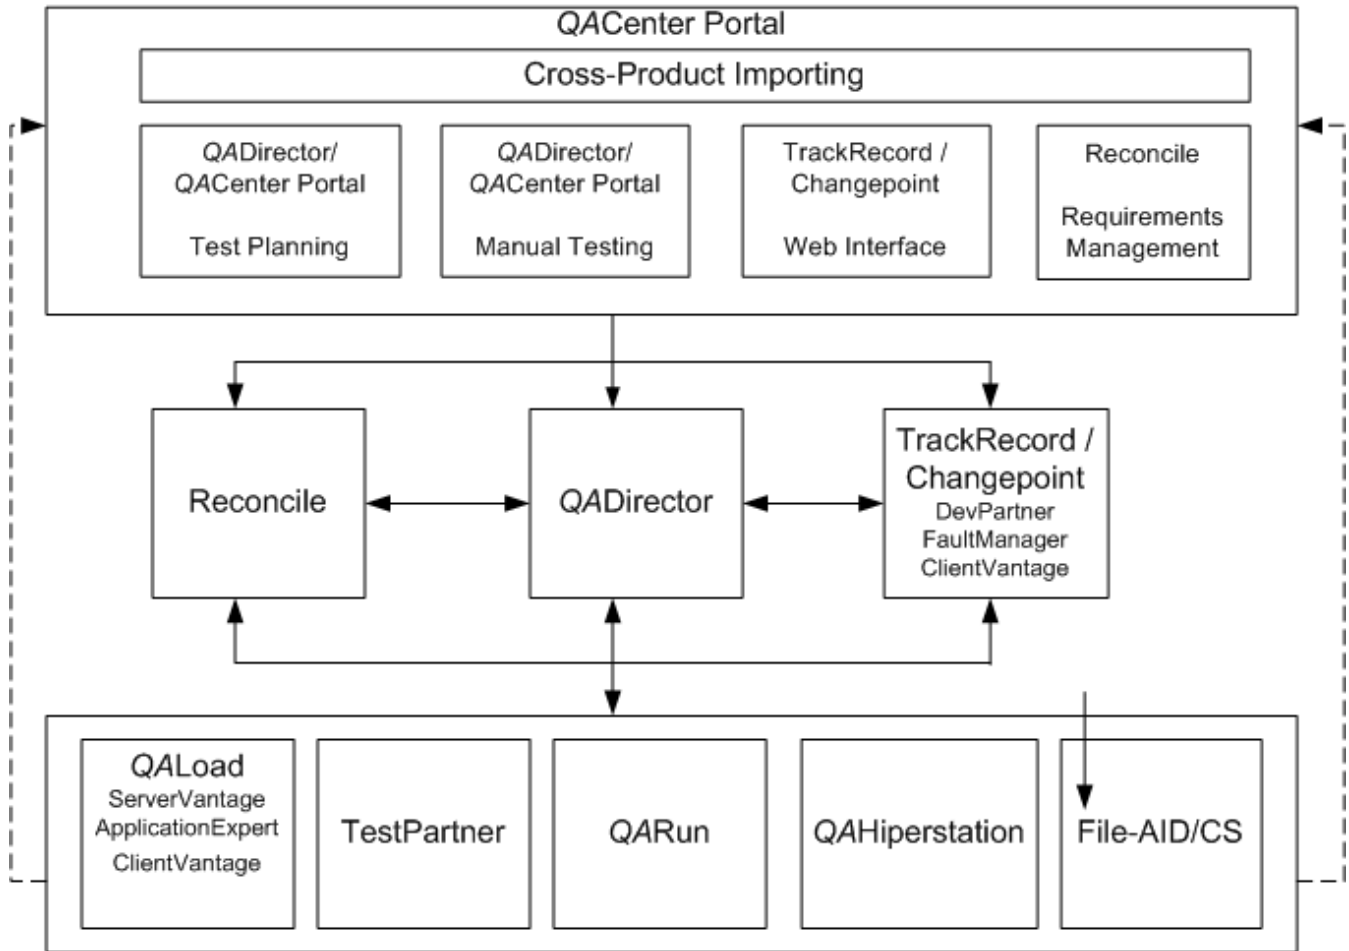 QACenter Portal
Cross-Product Importing
QADirector/
QACenter Portal
Test Planning
QADirector/
QACenter Portal
Manual Testing
TrackRecord /
Changepoint
Web Interface
Reconcile
Requirements
Management
Reconcile
QADirector
TrackRecord /
Changepoint
DevPartner
FaultManager
ClientVantage
QALoad
ServerVantage
ApplicationExpert
ClientVantage
TestPartner
QARun
QAHiperstation
File-AID/CS